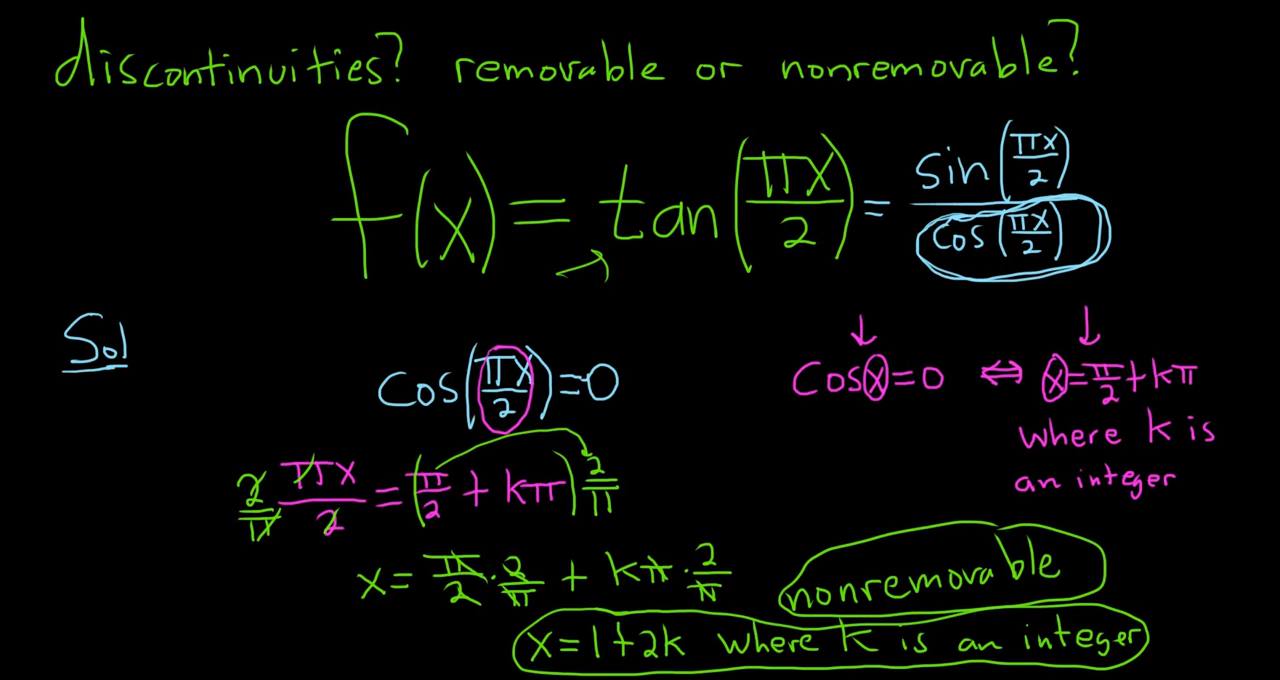 discontinuities? removable or nonremovable?
f(x) = tan(πx/2) = sin(πx/2)/cos(πx/2)
Sol
cos(πx/2)=0
cosx=0 ⇔ x=π/2+kπ
where k is
an integer
2/π πx/2 = (π/2 + kπ) 2/π
x = π/2 · 2/π + kπ · 2/π
nonremovable
x=1+2k where k is an integer